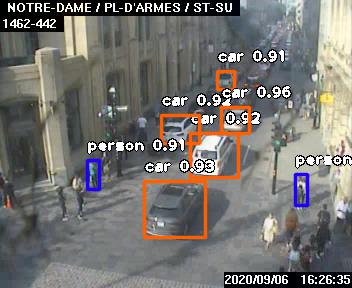 NOTRE-DAME / PL-D'ARMES / ST-SU
1462-442
car 0.91
car 0.96
car 0.92
car 0.92
person 0.91
car 0.93
person
2020/09/06 16:26:35